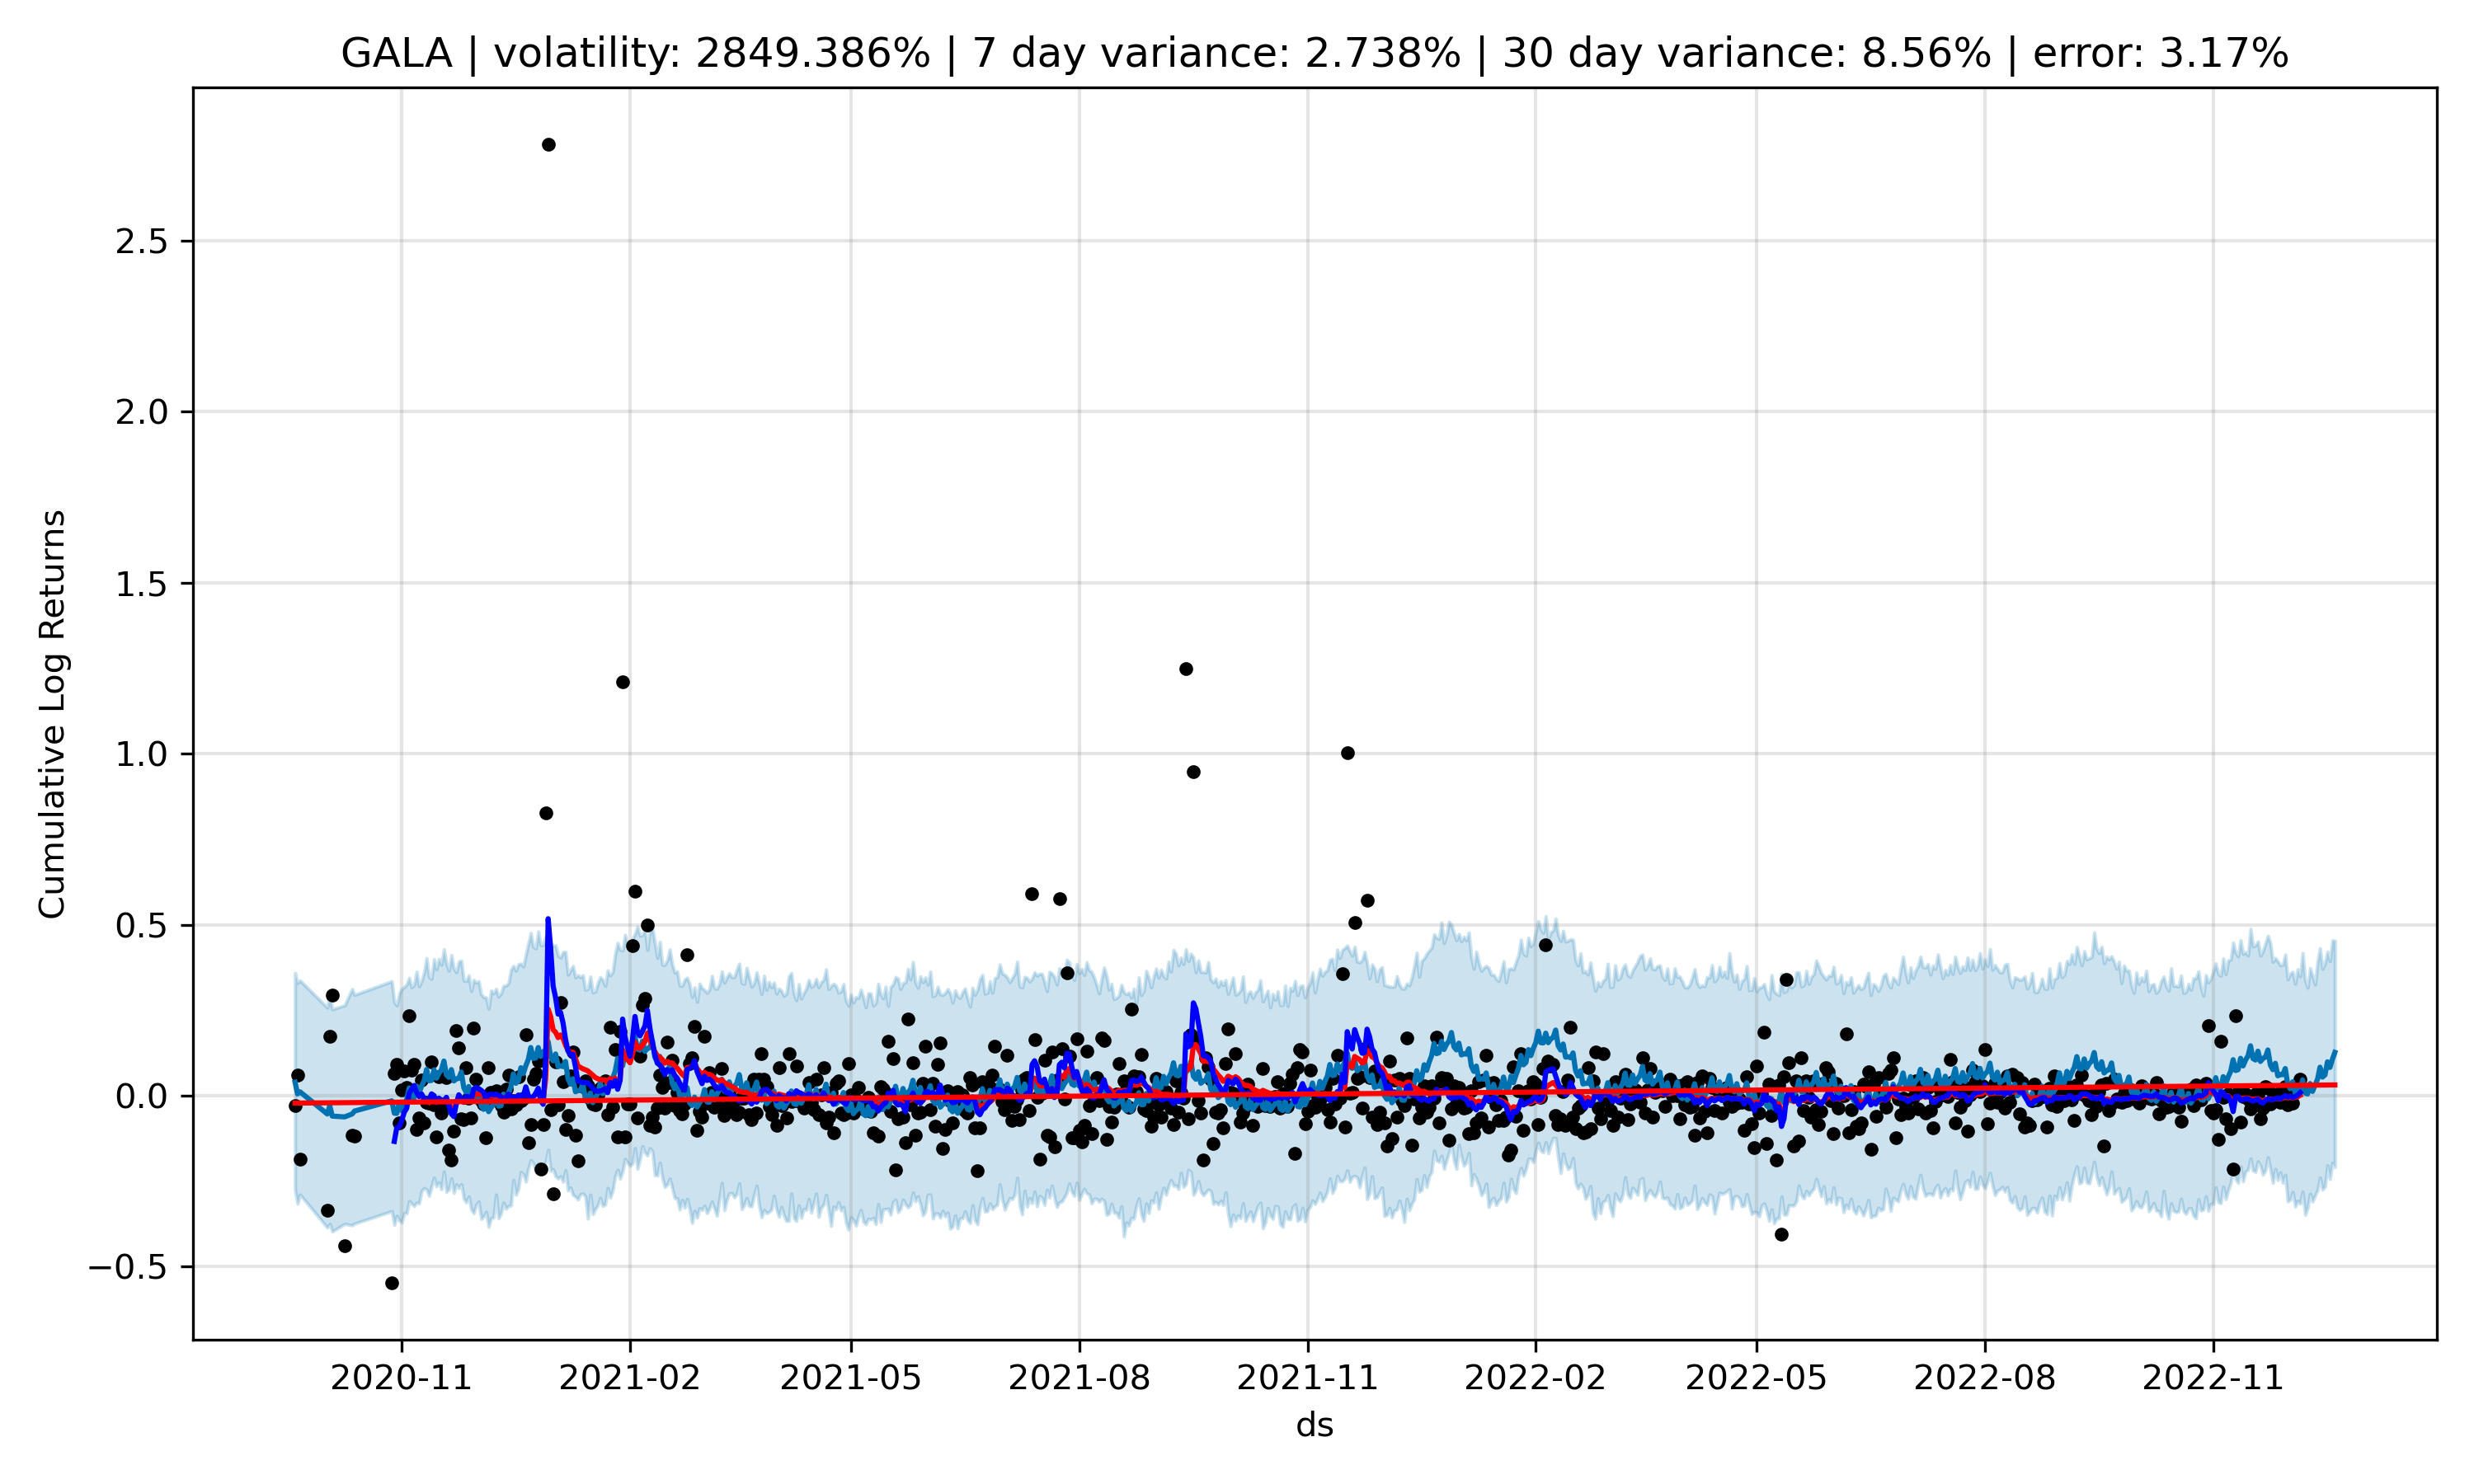 GALA | volatility: 2849.386% | 7 day variance: 2.738% | 30 day variance: 8.56% | error: 3.17%
2.5
2.0
1.5
1.0
0.5
0.0
−0.5
Cumulative Log Returns
2020-11 2021-02 2021-05 2021-08 2021-11 2022-02 2022-05 2022-08 2022-11
ds